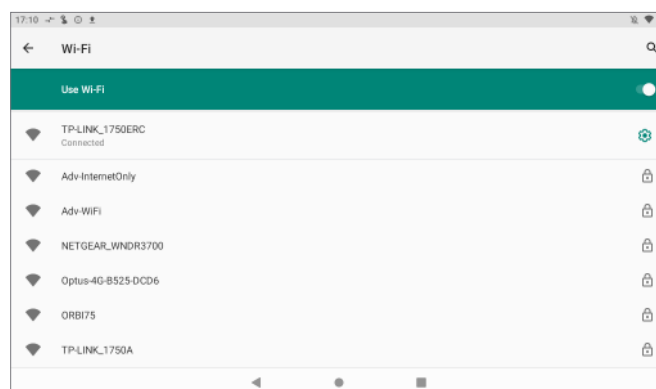 17:10
Wi-Fi
Use Wi-Fi
TP-LINK_1750ERC
Connected
Adv-InternetOnly
Adv-WiFi
NETGEAR_WNDR3700
Optus-4G-B525-DCD6
ORBI75
TP-LINK_1750A